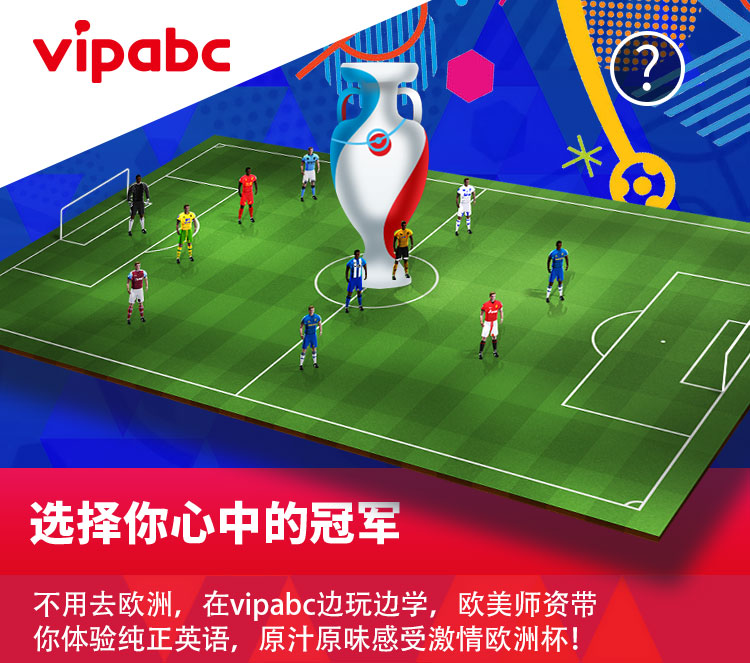 vipabc
?
选择你心中的冠军
不用去欧洲，在vipabc边玩边学，欧美师资带
你体验纯正英语，原汁原味感受激情欧洲杯！